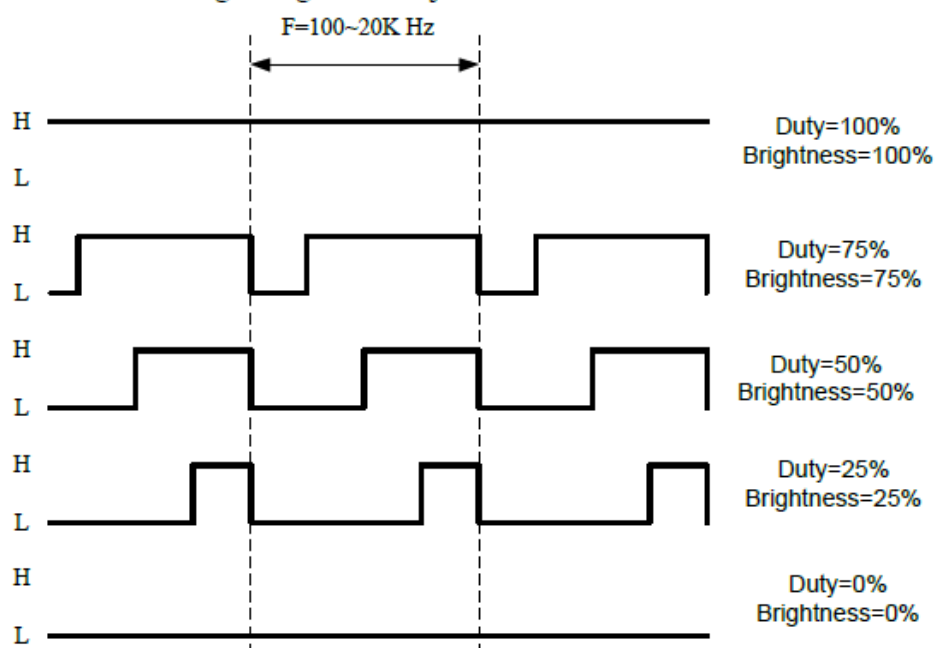 F=100~20K Hz
H
L
Duty=100%
Brightness=100%
H
L
Duty=75%
Brightness=75%
H
L
Duty=50%
Brightness=50%
H
L
Duty=25%
Brightness=25%
H
L
Duty=0%
Brightness=0%